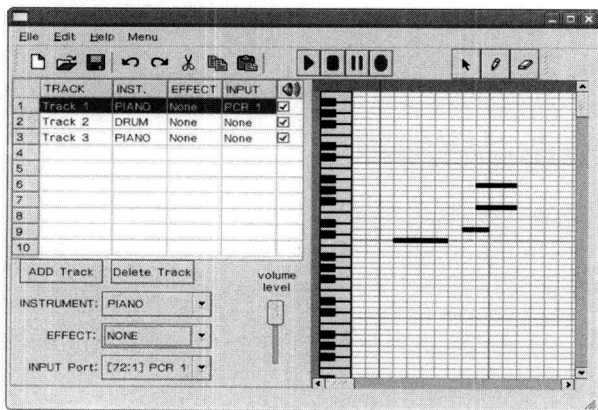 File Edit Help Menu
TRACK INST. EFFECT INPUT
1 Track 1 PIANO None PCR 1
2 Track 2 DRUM None None
3 Track 3 PIANO None None
4
5
6
7
8
9
10
ADD Track Delete Track
volume
level
INSTRUMENT: PIANO
EFFECT: NONE
INPUT Port: [72:1] PCR 1